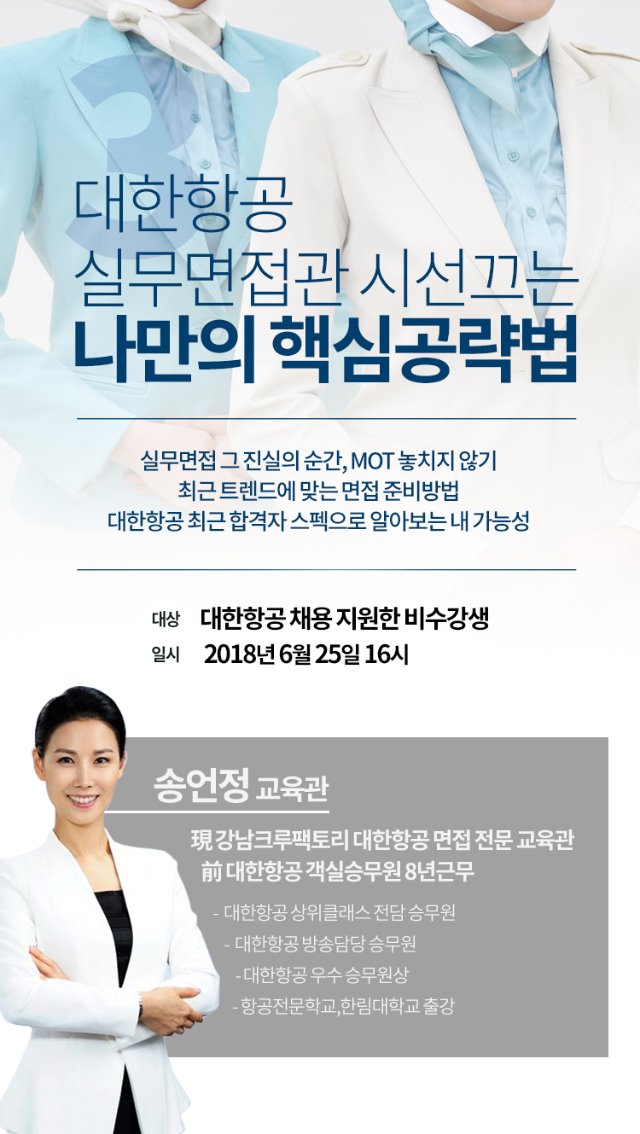 3
대한항공
실무면접관 시선끄는
나만의 핵심공략법
실무면접 그 진실의 순간, MOT 놓치지 않기
최근 트렌드에 맞는 면접 준비방법
대한항공 최근 합격자 스펙으로 알아보는 내 가능성
대상 대한항공 채용 지원한 비수강생
일시 2018년 6월 25일 16시
송언정 교육관
現 강남크루팩토리 대한항공 면접 전문 교육관
前 대한항공 객실승무원 8년근무
- 대한항공 상위클래스 전담 승무원
- 대한항공 방송담당 승무원
- 대한항공 우수 승무원상
- 항공전문학교,한림대학교 출강